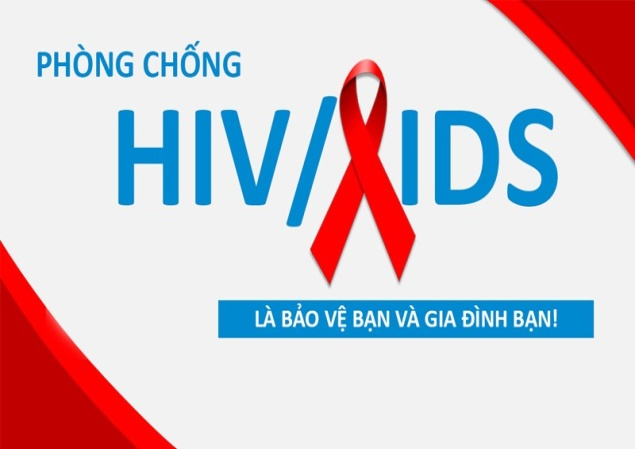 PHÒNG CHỐNG
HIV/AIDS
LÀ BẢO VỆ BẠN VÀ GIA ĐÌNH BẠN!